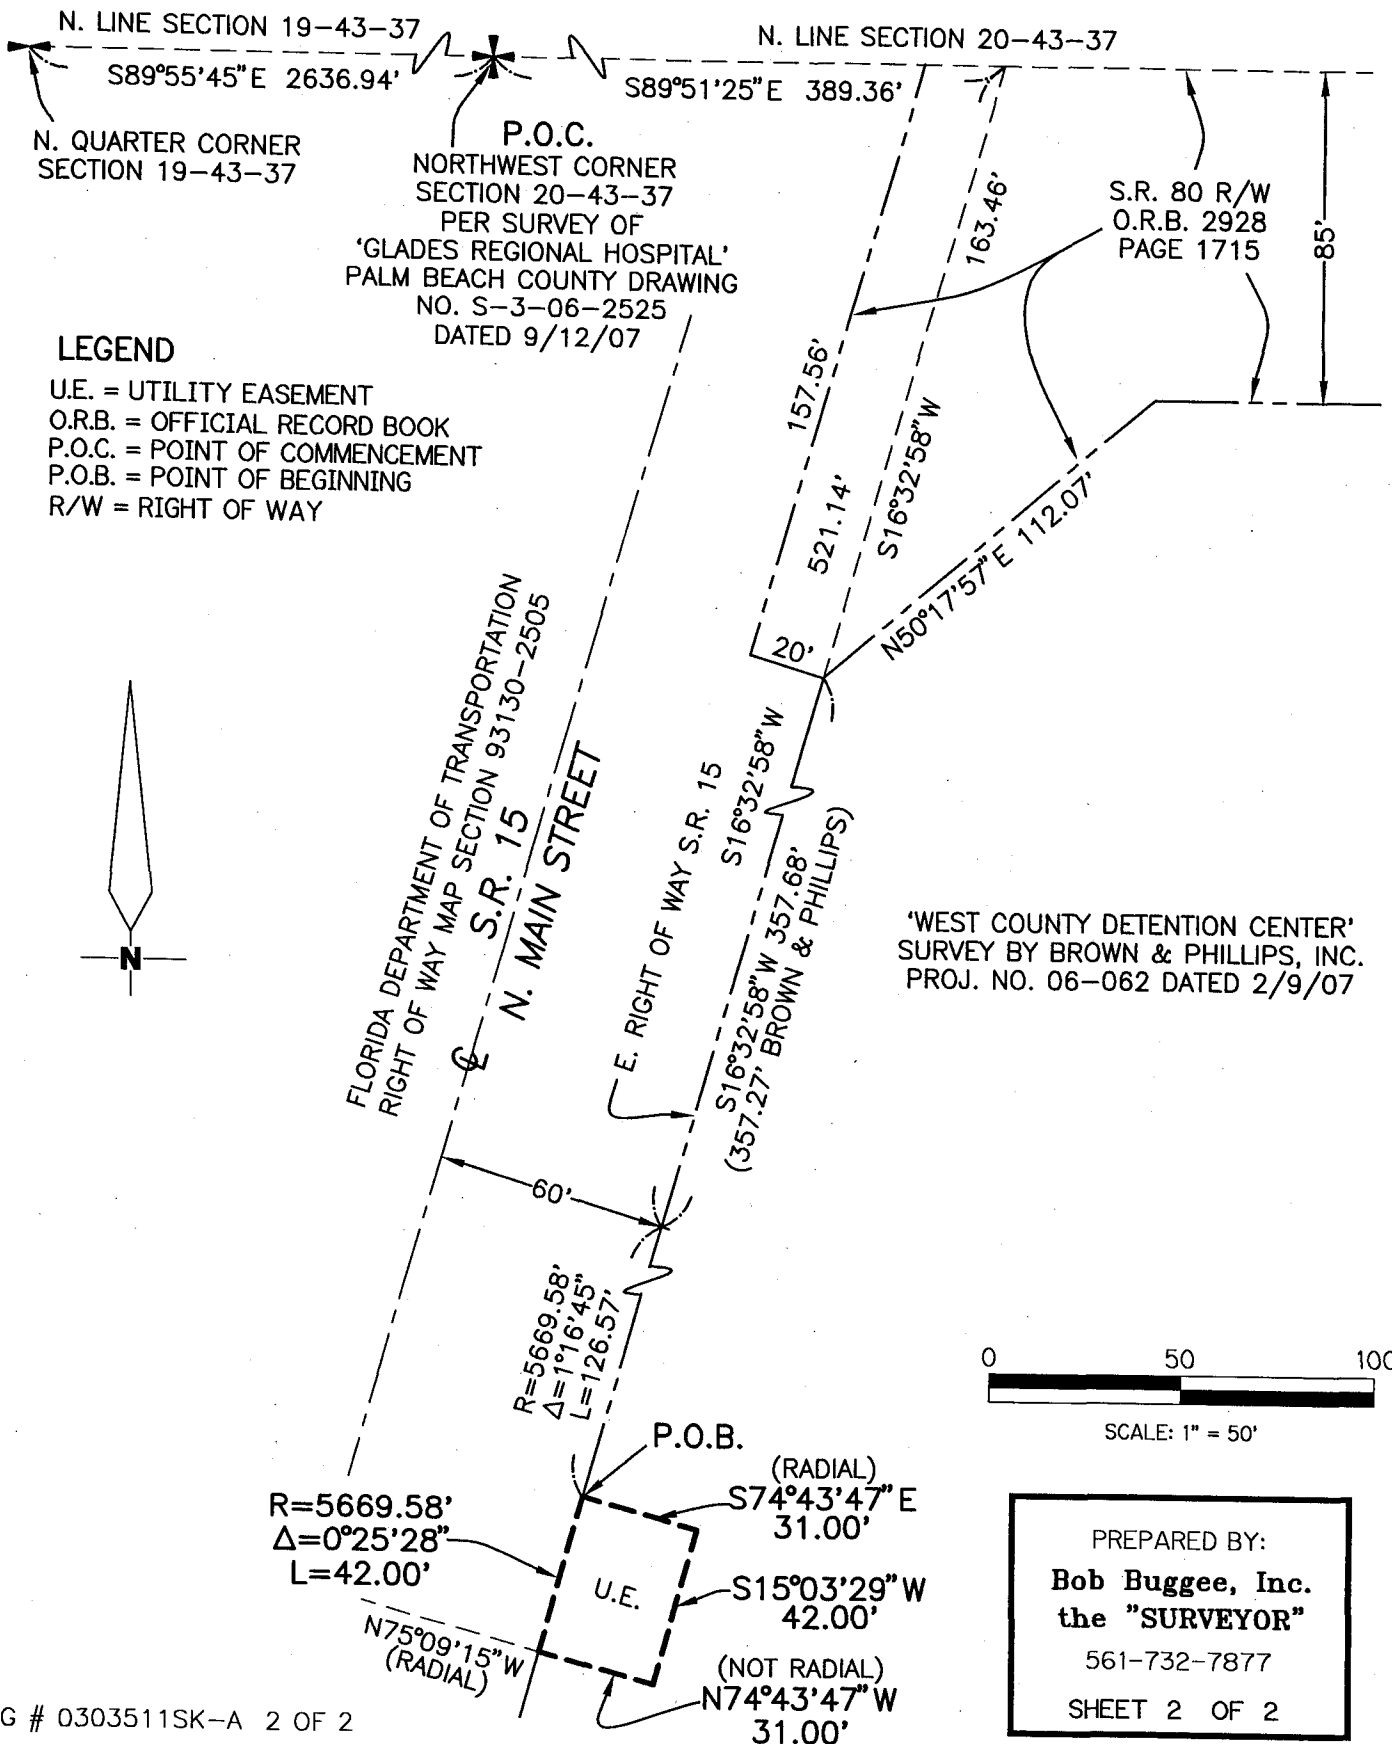 N. LINE SECTION 19-43-37
N. LINE SECTION 20-43-37
S89°55'45"E 2636.94'
S89°51'25"E 389.36'
N. QUARTER CORNER
SECTION 19-43-37
P.O.C.
NORTHWEST CORNER
SECTION 20-43-37
PER SURVEY OF
'GLADES REGIONAL HOSPITAL'
PALM BEACH COUNTY DRAWING
NO. S-3-06-2525
DATED 9/12/07
163.46'
S.R. 80 R/W
O.R.B. 2928
PAGE 1715
85'
LEGEND
U.E. = UTILITY EASEMENT
O.R.B. = OFFICIAL RECORD BOOK
P.O.C. = POINT OF COMMENCEMENT
P.O.B. = POINT OF BEGINNING
R/W = RIGHT OF WAY
157.56'
521.14'
S16°32'58"W
N50°17'57"E 112.07'
20'
FLORIDA DEPARTMENT OF TRANSPORTATION
RIGHT OF WAY MAP SECTION 93130-2505
S.R. 15
N. MAIN STREET
℄
E. RIGHT OF WAY S.R. 15
S16°32'58"W
S16°32'58"W 357.68'
(357.27' BROWN & PHILLIPS)
'WEST COUNTY DETENTION CENTER'
SURVEY BY BROWN & PHILLIPS, INC.
PROJ. NO. 06-062 DATED 2/9/07
N
60'
R=5669.58'
Δ=1°16'45"
L=126.57'
0 50 100
SCALE: 1" = 50'
P.O.B.
(RADIAL)
S74°43'47"E
31.00'
R=5669.58'
Δ=0°25'28"
L=42.00'
U.E.
S15°03'29"W
42.00'
N75°09'15"W
(RADIAL)
(NOT RADIAL)
N74°43'47"W
31.00'
PREPARED BY:
Bob Buggee, Inc.
the "SURVEYOR"
561-732-7877
SHEET 2 OF 2
G # 0303511SK-A 2 OF 2